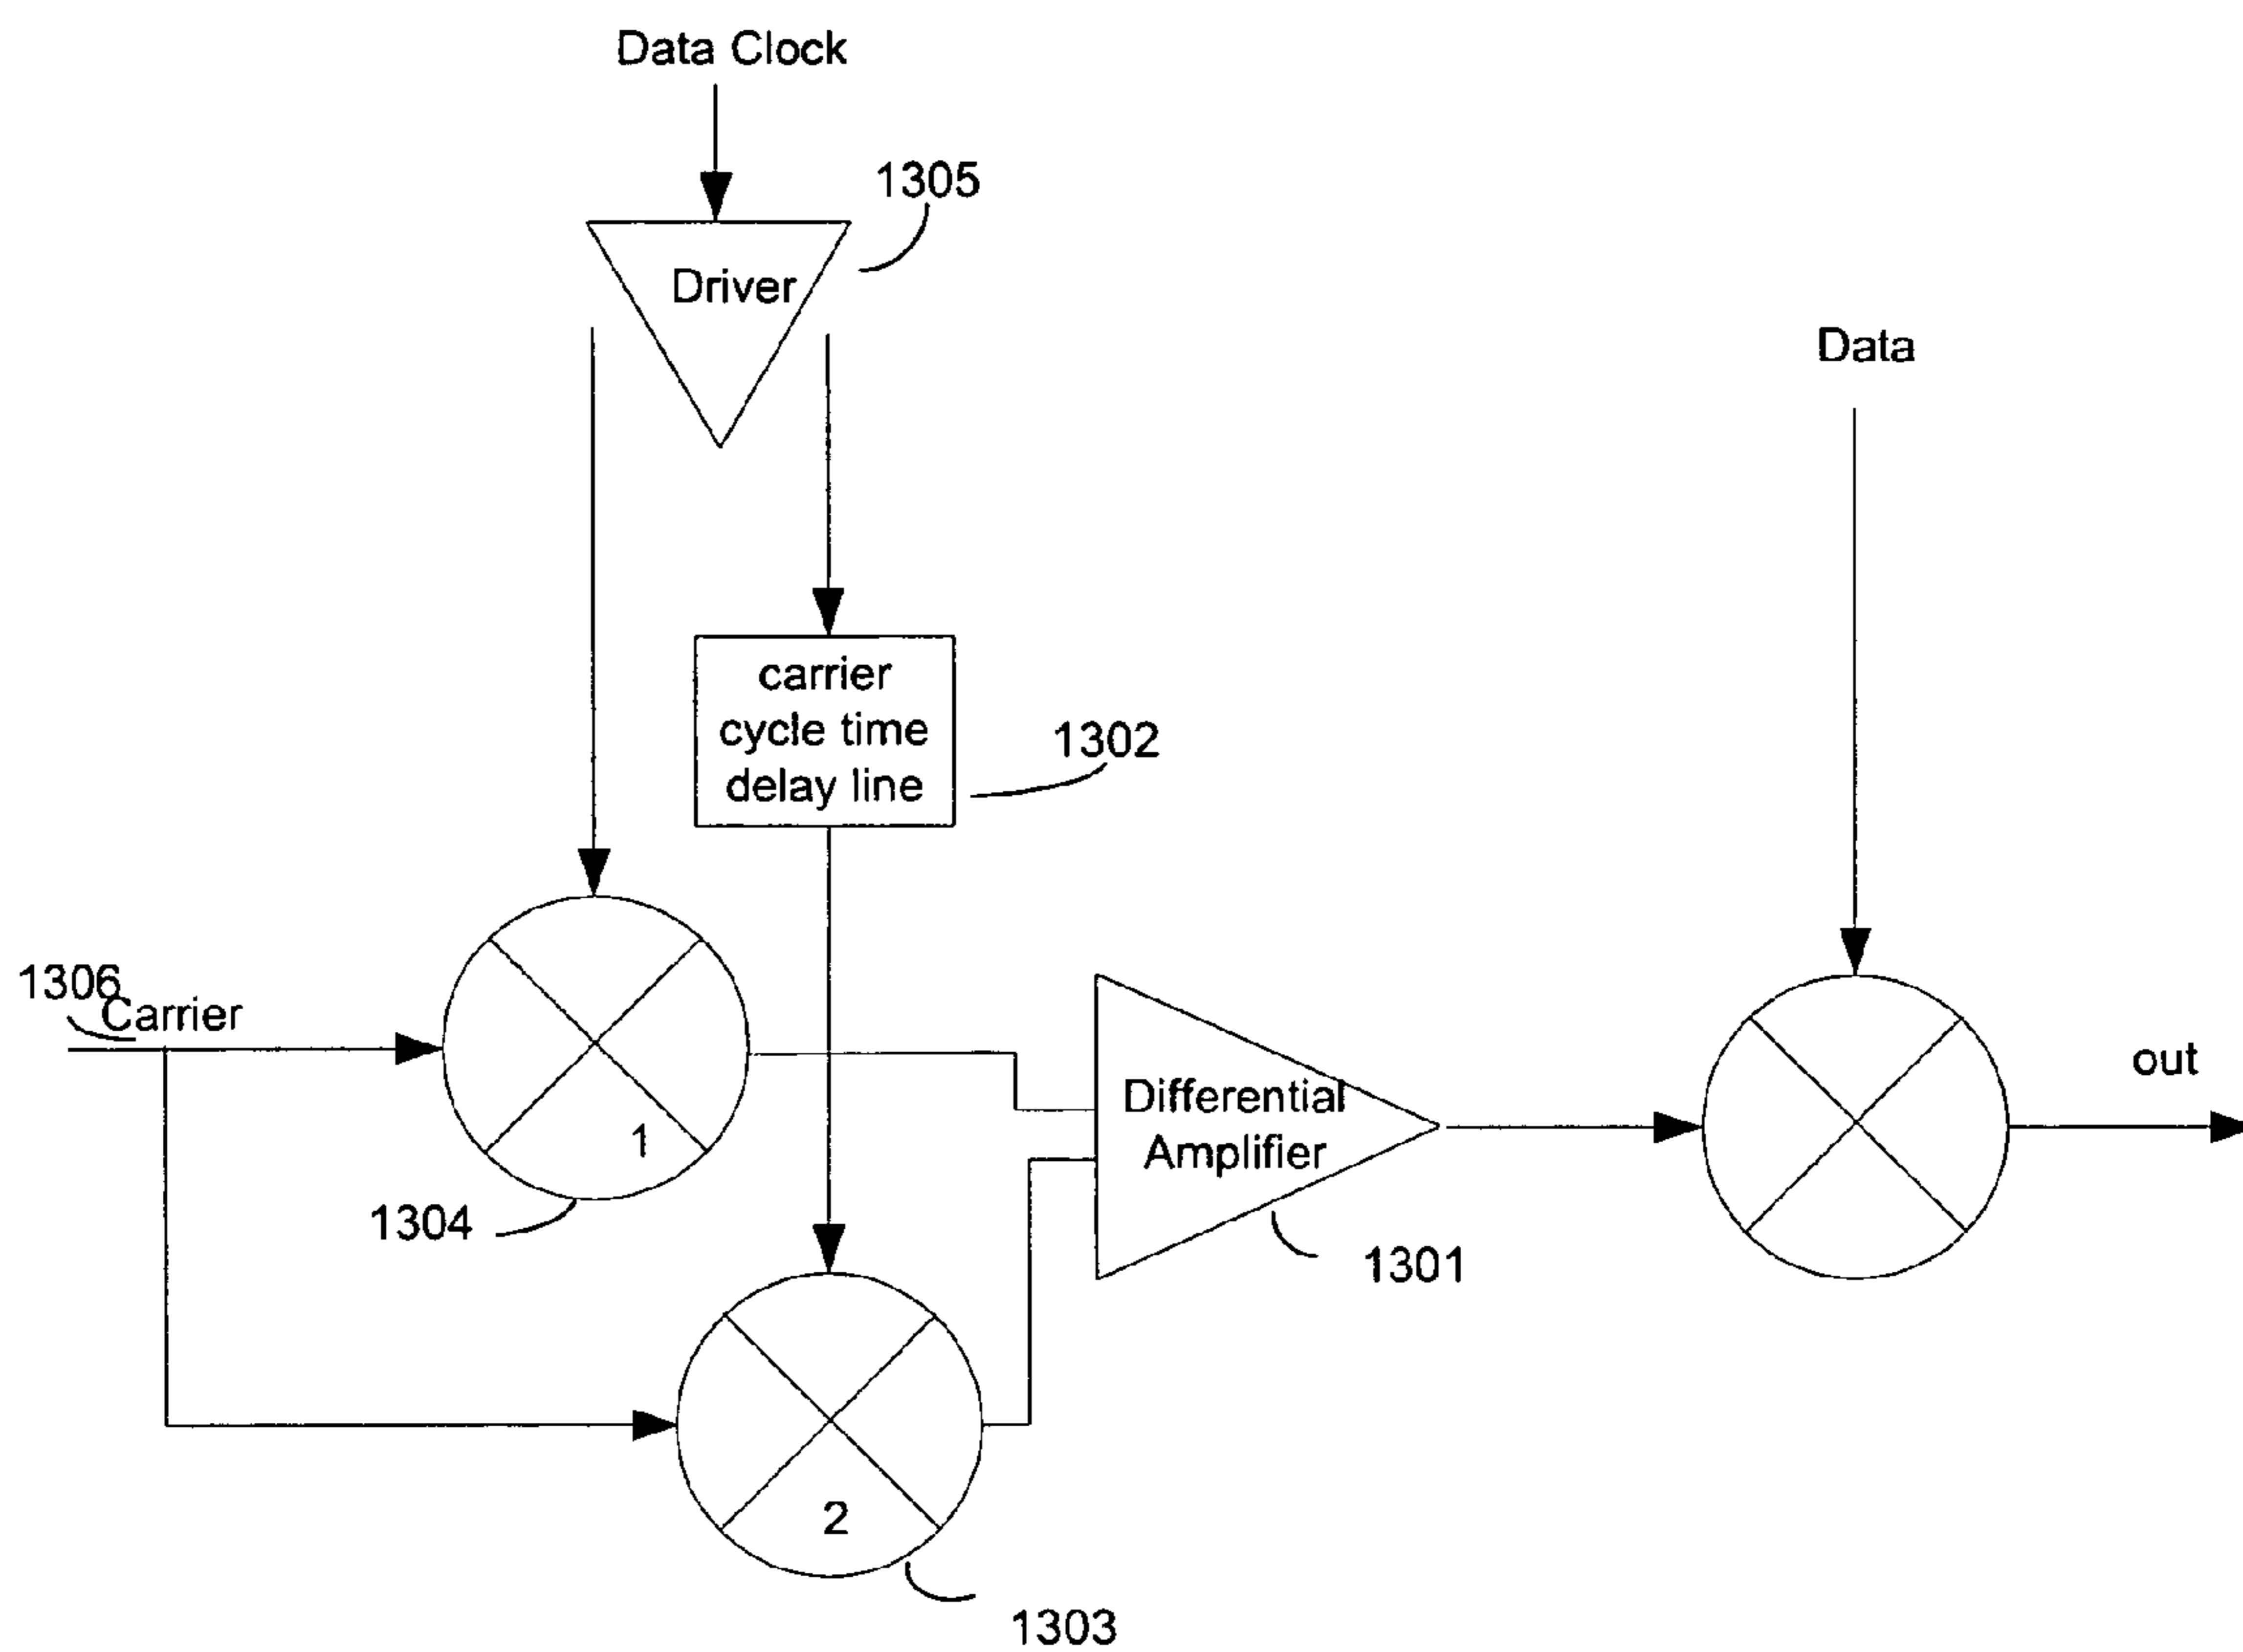 Data Clock
1305
Driver
Data
carrier
cycle time
delay line
1302
1306
Carrier
1
1304
Differential
Amplifier
1301
out
2
1303